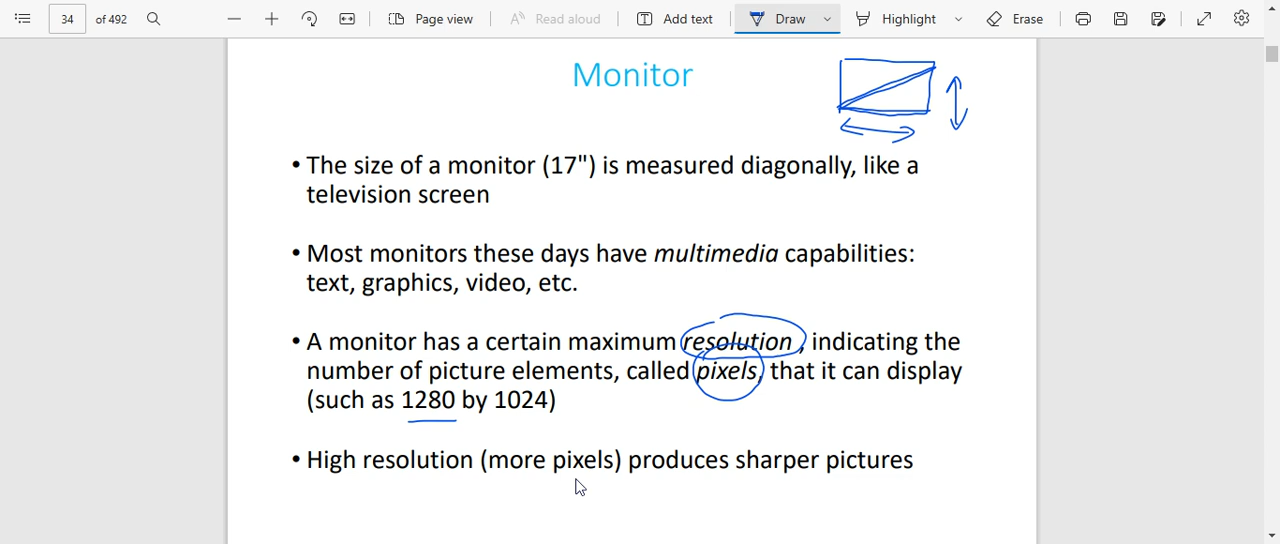 34 of 492 Page view Read aloud Add text Draw Highlight Erase
Monitor
• The size of a monitor (17") is measured diagonally, like a
television screen
• Most monitors these days have multimedia capabilities:
text, graphics, video, etc.
• A monitor has a certain maximum resolution, indicating the
number of picture elements, called pixels, that it can display
(such as 1280 by 1024)
• High resolution (more pixels) produces sharper pictures